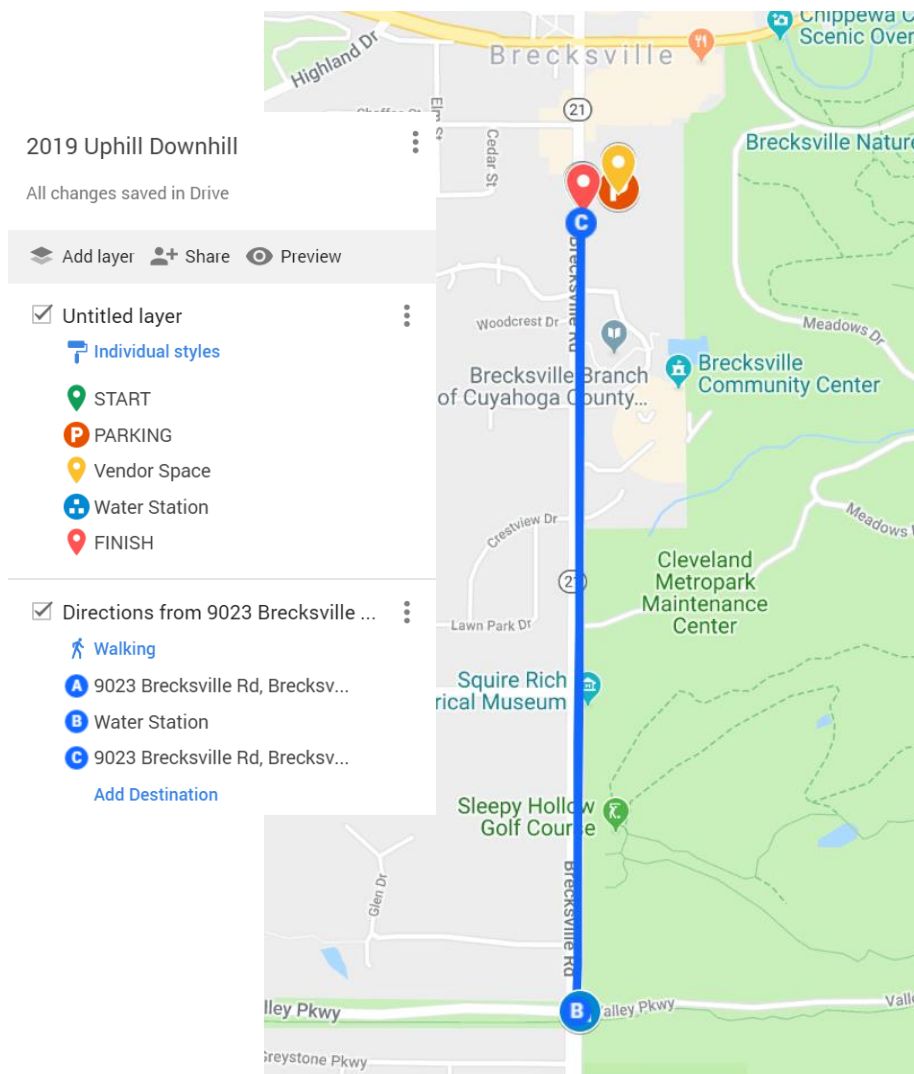 Chippewa C
Scenic Over
Brecksville
Highland Dr
21
Elm St
Cedar St
Brecksville Nature
2019 Uphill Downhill
All changes saved in Drive
Add layer
Share
Preview
Untitled layer
Individual styles
START
P PARKING
Vendor Space
Water Station
FINISH
Directions from 9023 Brecksville ...
Walking
A 9023 Brecksville Rd, Brecksv...
B Water Station
C 9023 Brecksville Rd, Brecksv...
Add Destination
P
C
Brecksville Rd
Woodcrest Dr
Meadows Dr
Brecksville Branch
of Cuyahoga County...
Brecksville
Community Center
Crestview Dr
Meadows
21
Cleveland
Metropark
Maintenance
Center
Lawn Park Dr
Squire Rich
rical Museum
Sleepy Hollow
Golf Course
Glen Dr
Brecksville Rd
lley Pkwy
B
alley Pkwy
Valle
Greystone Pkwy